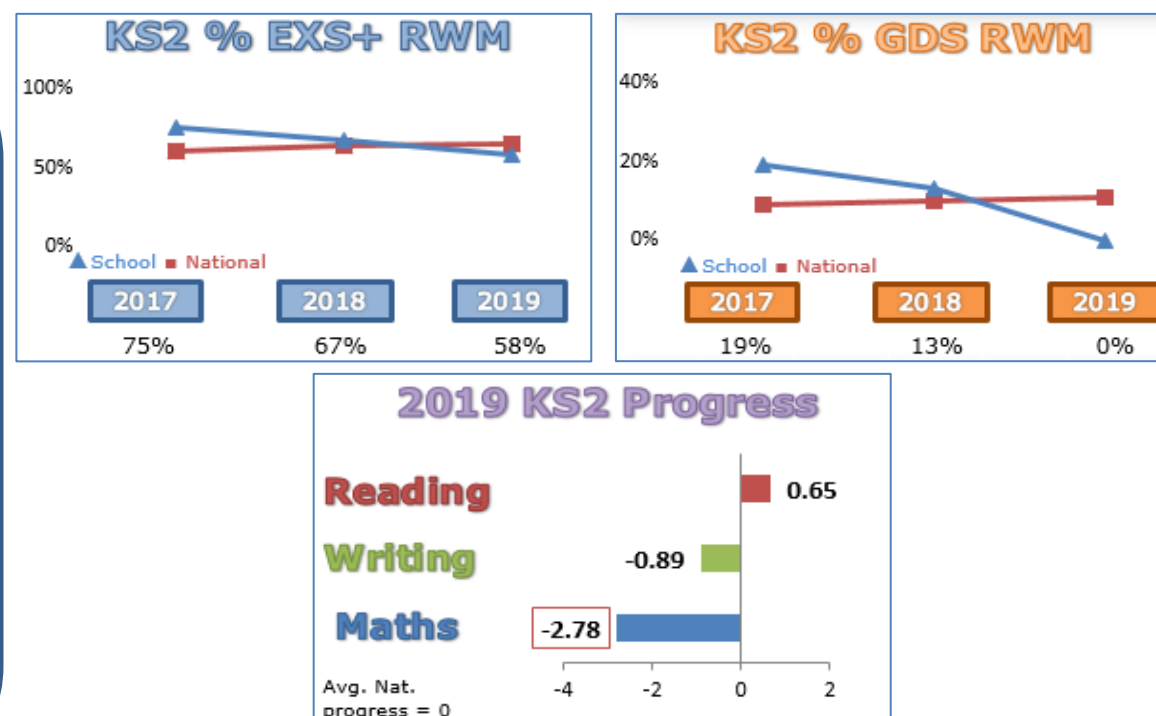 KS2 % EXS+ RWM
100%
50%
0%
School National
2017 2018 2019
75% 67% 58%
KS2 % GDS RWM
40%
20%
0%
School National
2017 2018 2019
19% 13% 0%
2019 KS2 Progress
Reading 0.65
Writing -0.89
Maths -2.78
-4 -2 0 2
Avg. Nat.
progress = 0